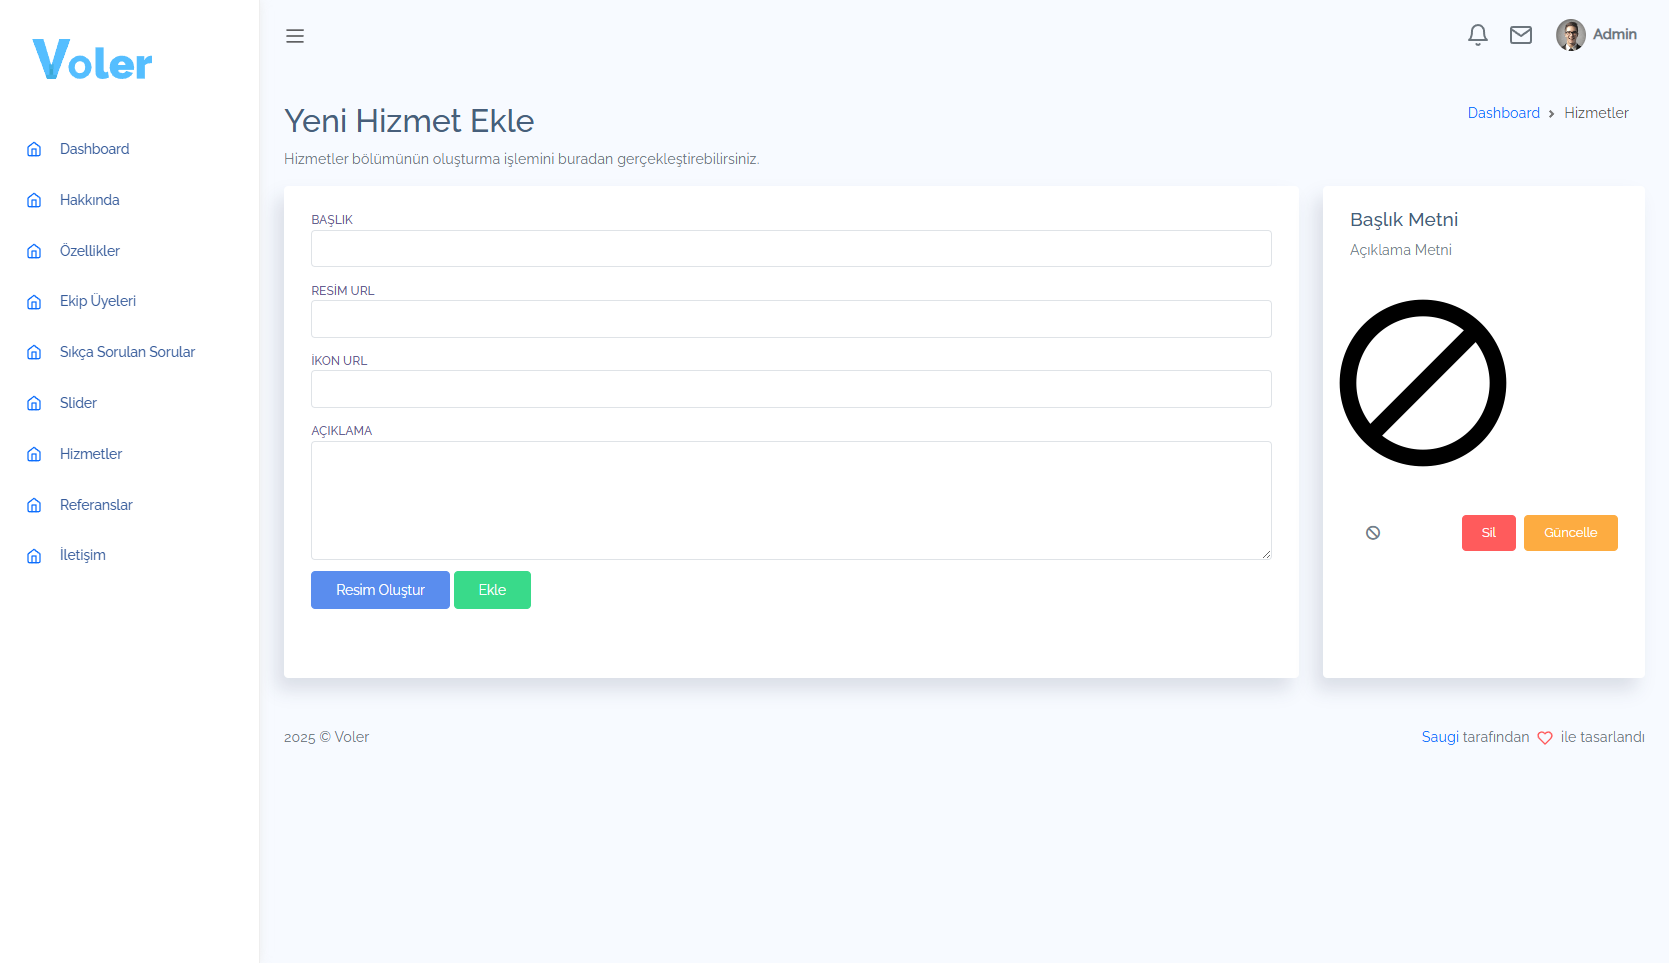 Voler
Admin
Dashboard
Hakkında
Özellikler
Ekip Üyeleri
Sıkça Sorulan Sorular
Slider
Hizmetler
Referanslar
İletişim
Yeni Hizmet Ekle
Hizmetler bölümünün oluşturma işlemini buradan gerçekleştirebilirsiniz.
Dashboard > Hizmetler
BAŞLIK
RESİM URL
İKON URL
AÇIKLAMA
Resim Oluştur Ekle
Başlık Metni
Açıklama Metni
Sil Güncelle
2025 © Voler
Saugi tarafından ile tasarlandı